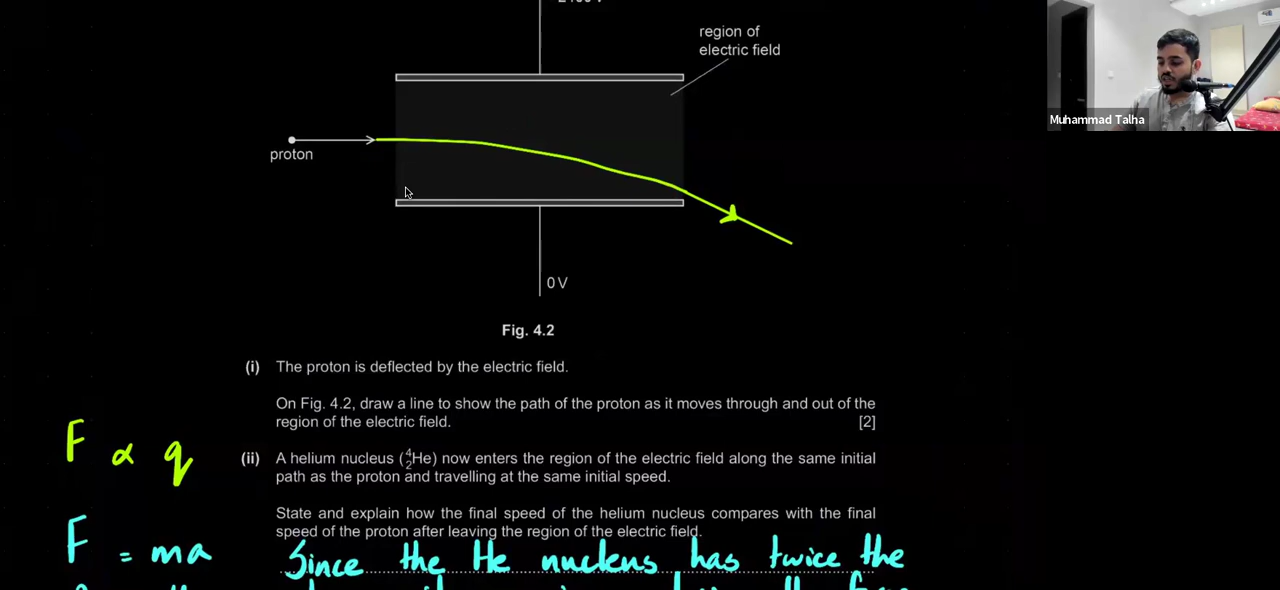 region of
electric field
Muhammad Talha
proton
0 V
Fig. 4.2
(i) The proton is deflected by the electric field.
On Fig. 4.2, draw a line to show the path of the proton as it moves through and out of the
region of the electric field. [2]
F α q
(ii) A helium nucleus (⁴₂He) now enters the region of the electric field along the same initial
path as the proton and travelling at the same initial speed.
State and explain how the final speed of the helium nucleus compares with the final
speed of the proton after leaving the region of the electric field.
F = ma
Since the He nucleus has twice the